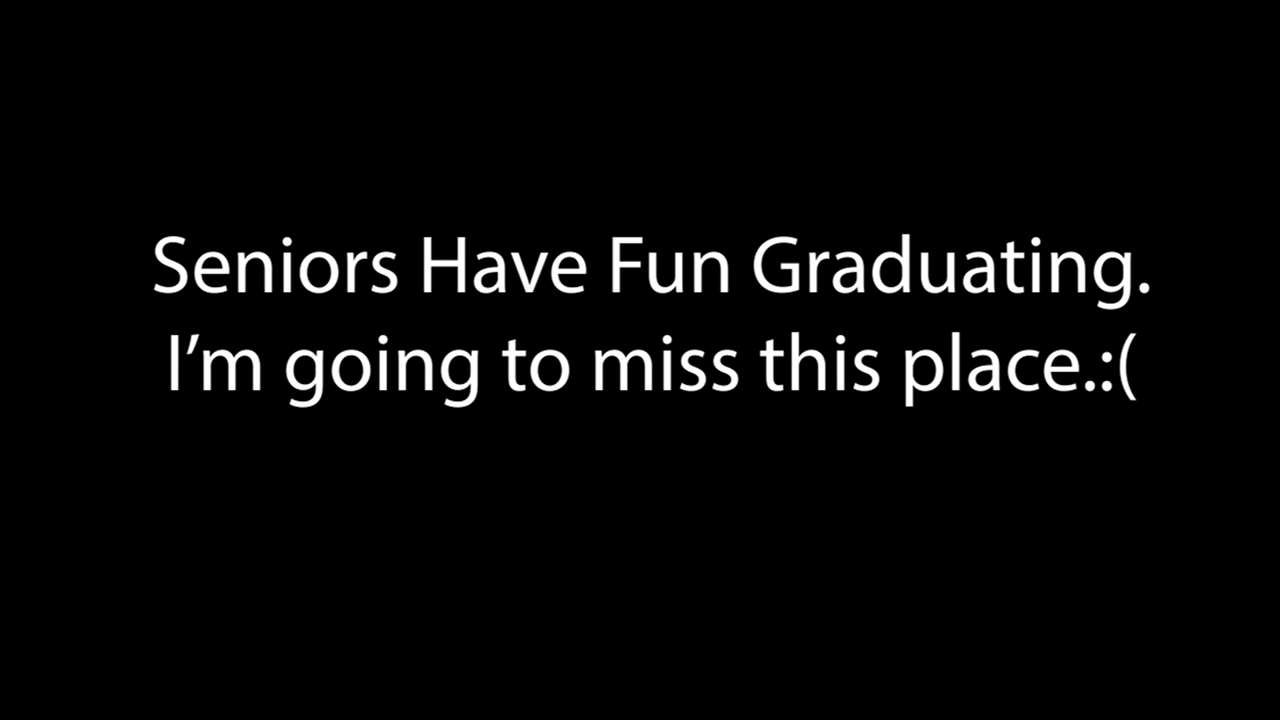 Seniors Have Fun Graduating.
I’m going to miss this place.:(